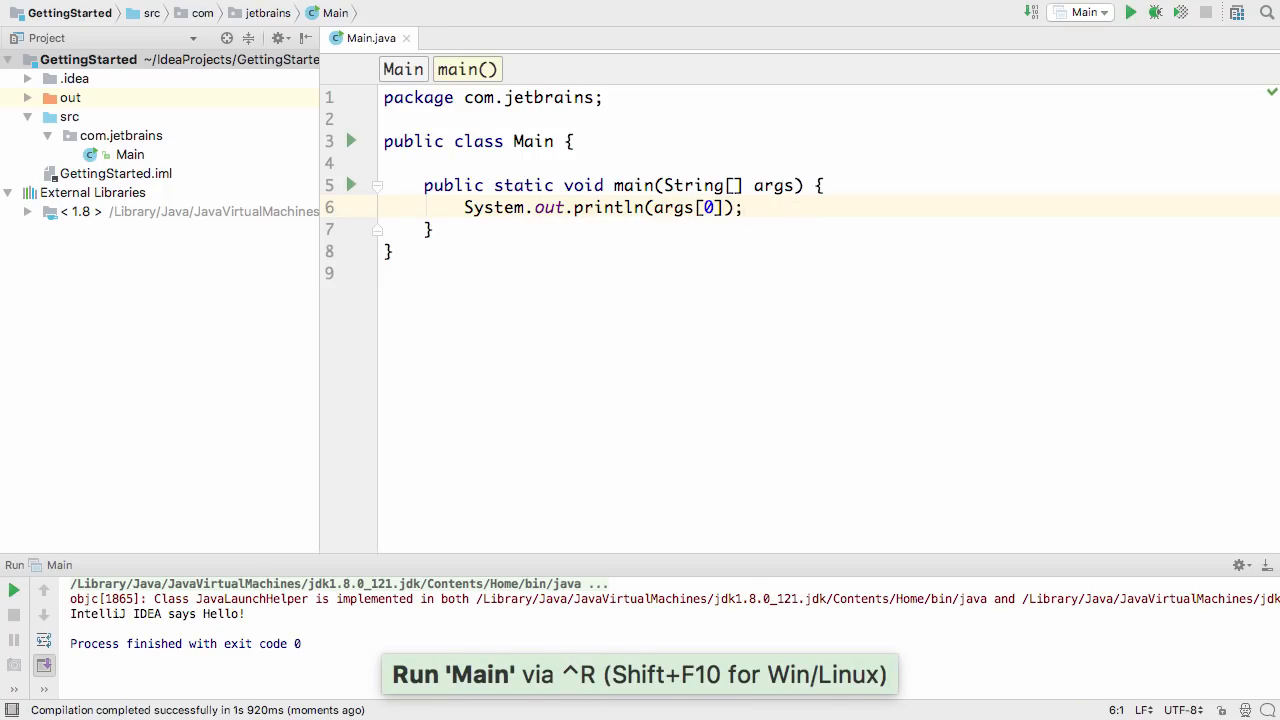 GettingStarted src com jetbrains Main
Main
Project
Main.java
GettingStarted ~/IdeaProjects/GettingStarte
.idea
out
src
com.jetbrains
Main
GettingStarted.iml
External Libraries
< 1.8 > /Library/Java/JavaVirtualMachines
Main main()
1 package com.jetbrains;
2
3 public class Main {
4
5 public static void main(String[] args) {
6 System.out.println(args[0]);
7 }
8 }
9
Run Main
/Library/Java/JavaVirtualMachines/jdk1.8.0_121.jdk/Contents/Home/bin/java ...
objc[1865]: Class JavaLaunchHelper is implemented in both /Library/Java/JavaVirtualMachines/jdk1.8.0_121.jdk/Contents/Home/bin/java and /Library/Java/JavaVirtualMachines/jdk
IntelliJ IDEA says Hello!
Process finished with exit code 0
Run 'Main' via ^R (Shift+F10 for Win/Linux)
Compilation completed successfully in 1s 920ms (moments ago)
6:1 LF UTF-8